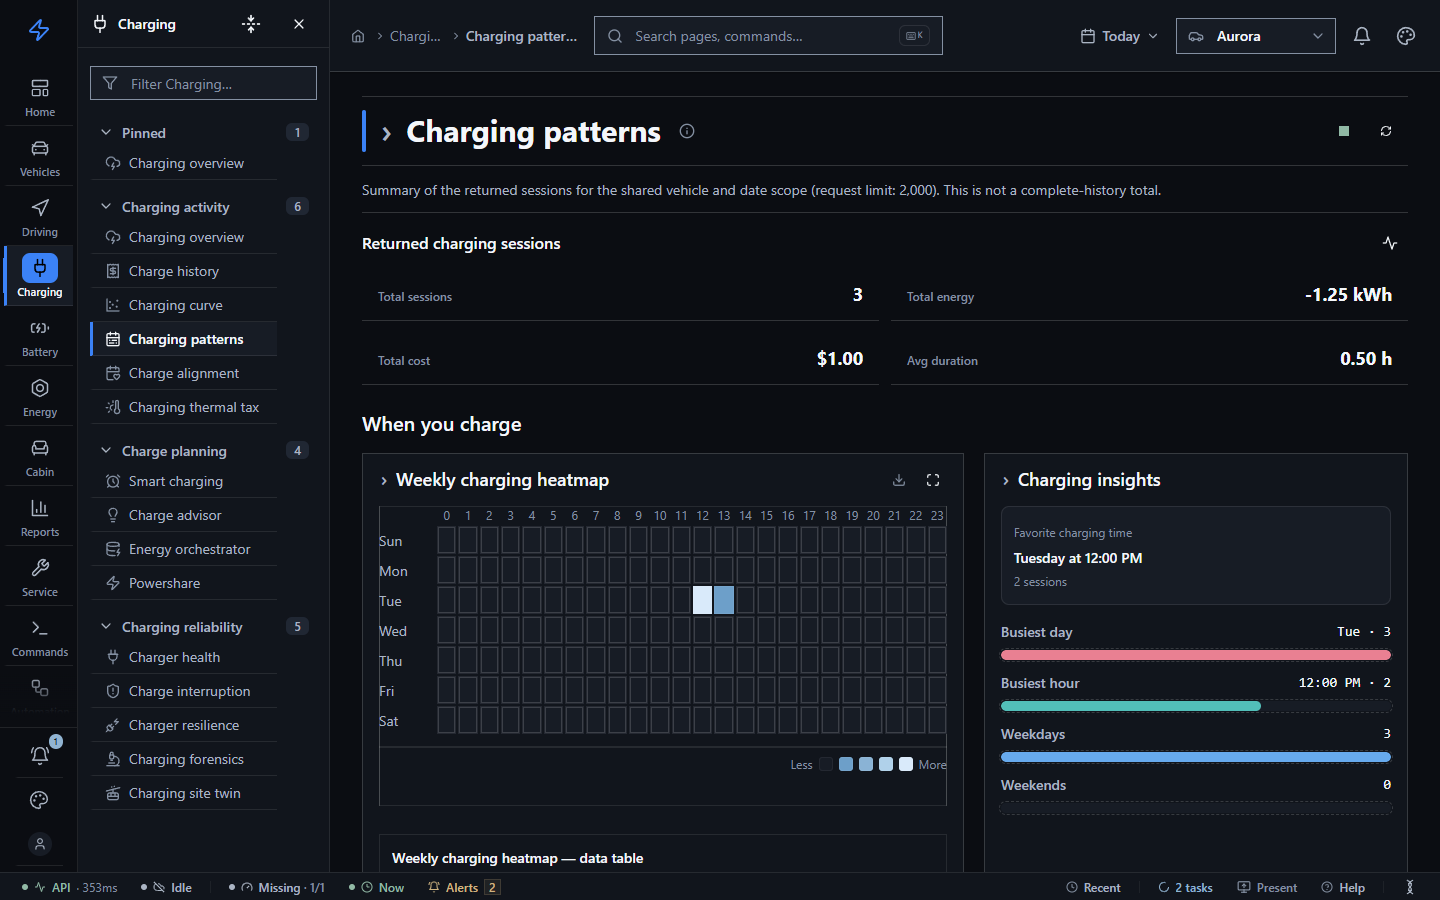 Charging
Chargi...
Charging patter...
Search pages, commands...
K
Today
Aurora
Home
Vehicles
Driving
Charging
Battery
Energy
Cabin
Reports
Service
Commands
1
Filter Charging...
Pinned 1
Charging overview
Charging activity 6
Charging overview
Charge history
Charging curve
Charging patterns
Charge alignment
Charging thermal tax
Charge planning 4
Smart charging
Charge advisor
Energy orchestrator
Powershare
Charging reliability 5
Charger health
Charge interruption
Charger resilience
Charging forensics
Charging site twin
Charging patterns
Summary of the returned sessions for the shared vehicle and date scope (request limit: 2,000). This is not a complete-history total.
Returned charging sessions
Total sessions 3
Total energy -1.25 kWh
Total cost $1.00
Avg duration 0.50 h
When you charge
Weekly charging heatmap
0 1 2 3 4 5 6 7 8 9 10 11 12 13 14 15 16 17 18 19 20 21 22 23
Sun
Mon
Tue
Wed
Thu
Fri
Sat
Less More
Weekly charging heatmap — data table
Charging insights
Favorite charging time
Tuesday at 12:00 PM
2 sessions
Busiest day Tue · 3
Busiest hour 12:00 PM · 2
Weekdays 3
Weekends 0
API · 353ms
Idle
Missing · 1/1
Now
Alerts 2
Recent
2 tasks
Present
Help